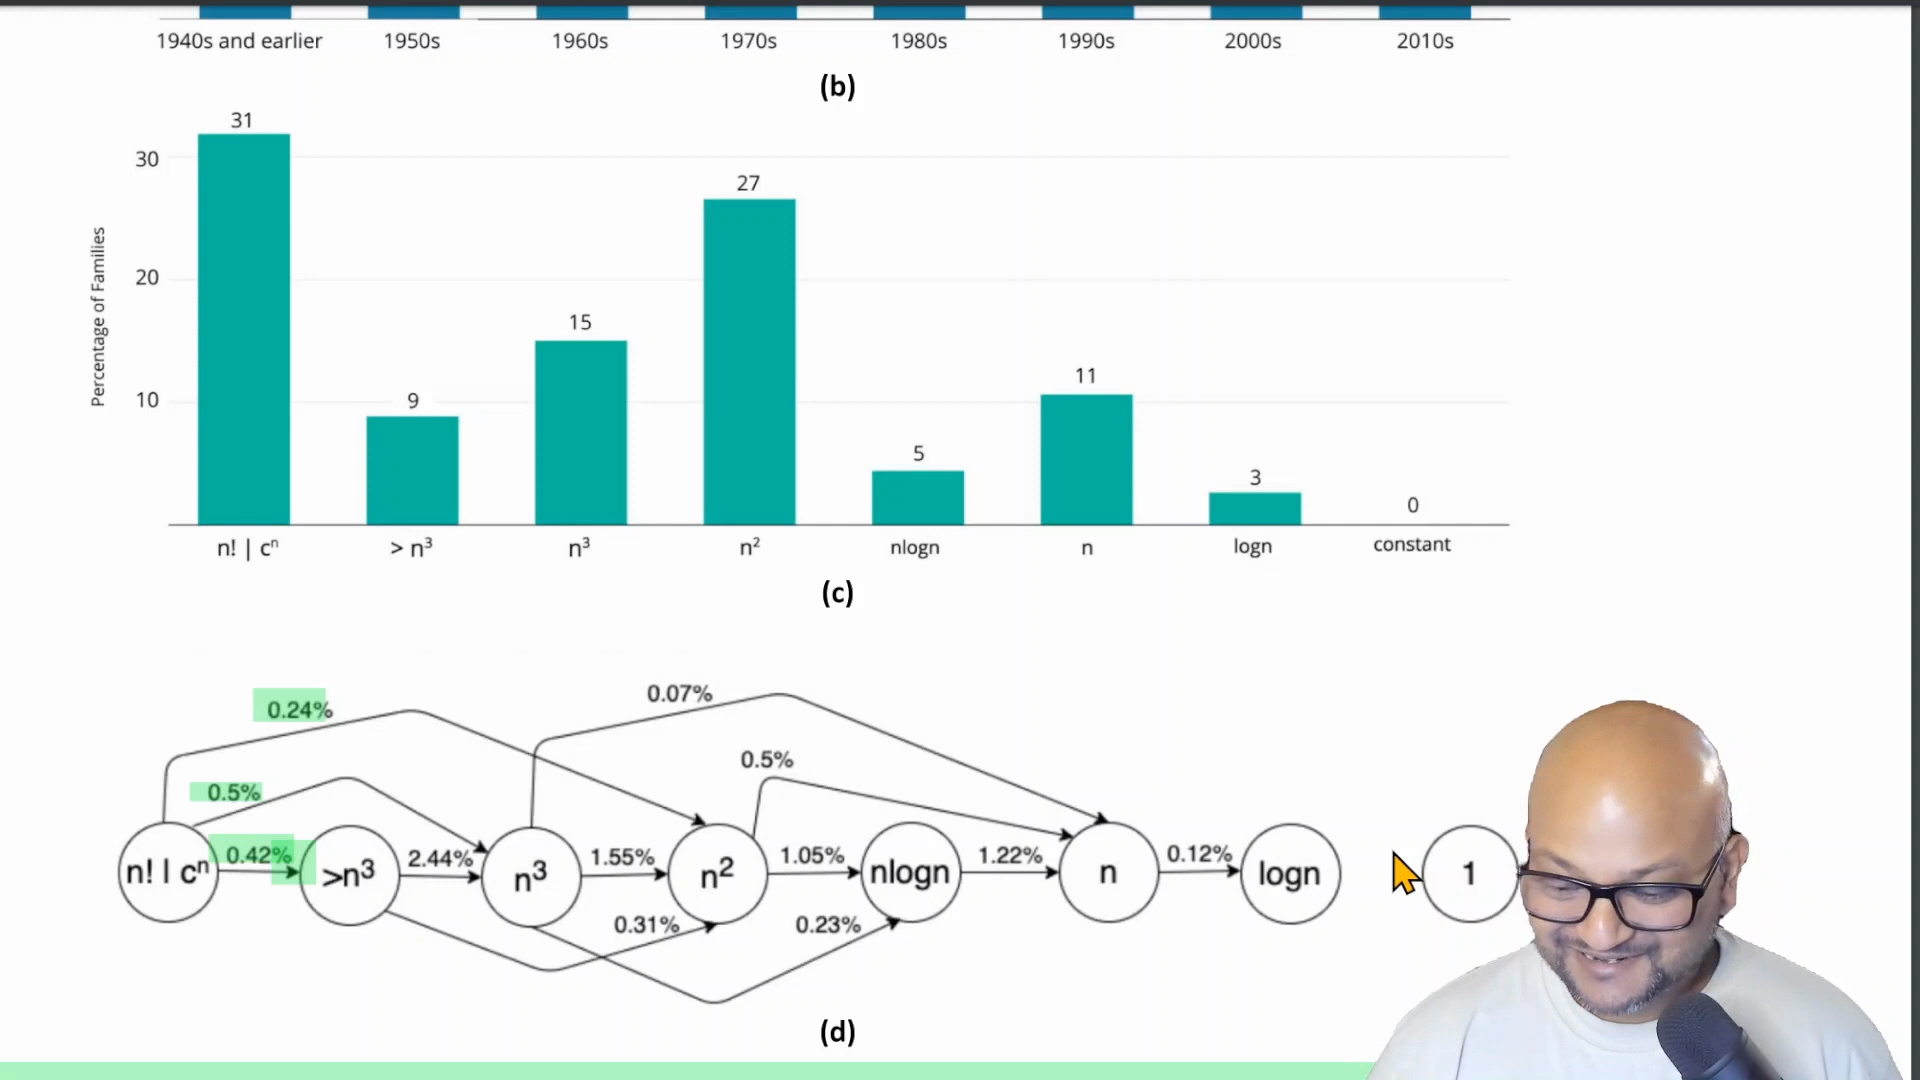 1940s and earlier 1950s 1960s 1970s 1980s 1990s 2000s 2010s
(b)
31
30
27
20
15
11
10
9
5
3
0
Percentage of Families
n! | cⁿ > n³ n³ n² nlogn n logn constant
(c)
0.07%
0.24%
0.5%
0.5%
0.42% 2.44% 1.55% 1.05% 1.22% 0.12%
n! | cⁿ >n³ n³ n² nlogn n logn 1
0.31% 0.23%
(d)